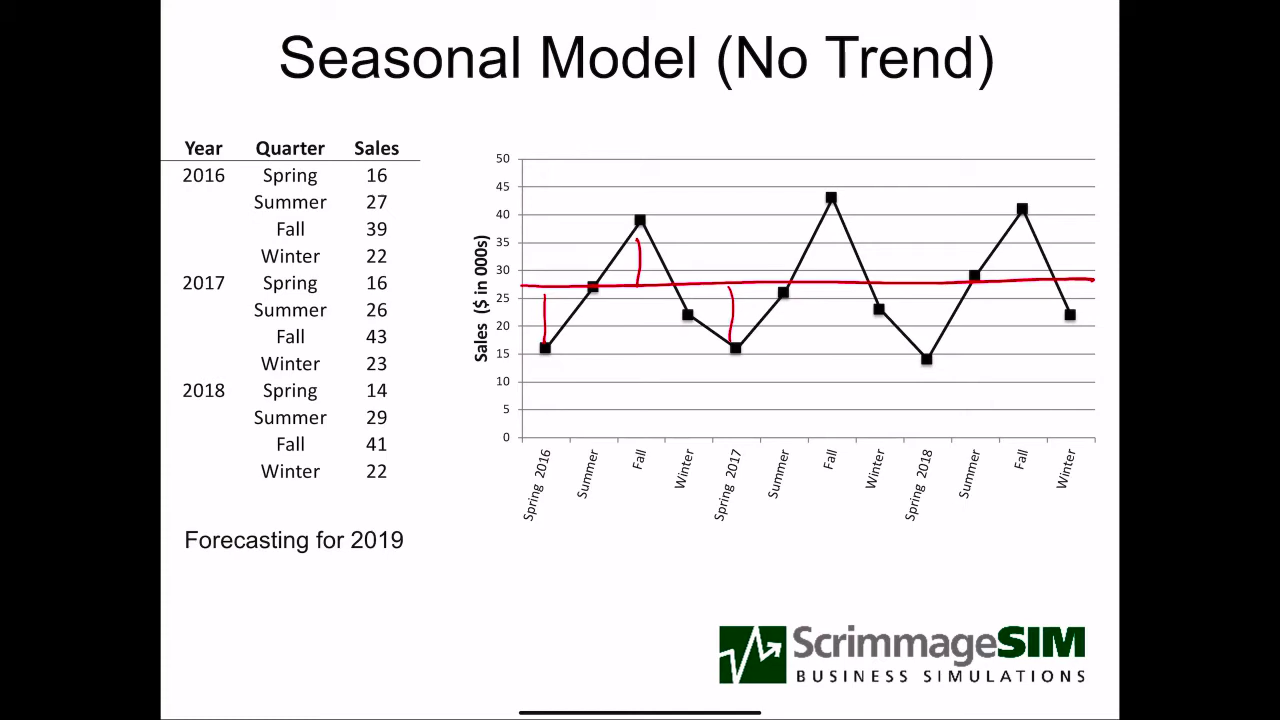 Seasonal Model (No Trend)
Year Quarter Sales
2016 Spring 16
Summer 27
Fall 39
Winter 22
2017 Spring 16
Summer 26
Fall 43
Winter 23
2018 Spring 14
Summer 29
Fall 41
Winter 22
Forecasting for 2019
Sales ($ in 000s)
50
45
40
35
30
25
20
15
10
5
0
Spring 2016
Summer
Fall
Winter
Spring 2017
Summer
Fall
Winter
Spring 2018
Summer
Fall
Winter
ScrimmageSIM
BUSINESS SIMULATIONS